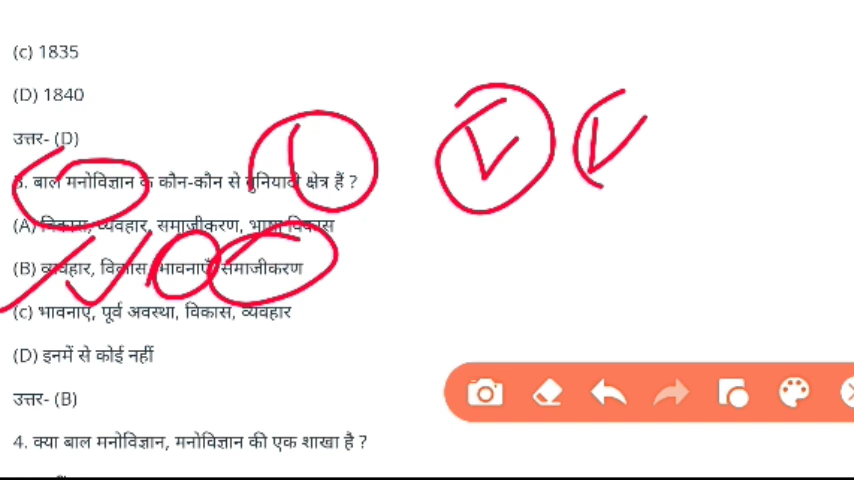 (c) 1835
(D) 1840
उत्तर- (D)
3. बाल मनोविज्ञान के कौन-कौन से बुनियादी क्षेत्र हैं ?
(A) विकास, व्यवहार, समाजीकरण, भाषा विकास
(B) व्यवहार, विकास, भावनाएँ, समाजीकरण
(c) भावनाएं, पूर्व अवस्था, विकास, व्यवहार
(D) इनमें से कोई नहीं
उत्तर- (B)
4. क्या बाल मनोविज्ञान, मनोविज्ञान की एक शाखा है ?